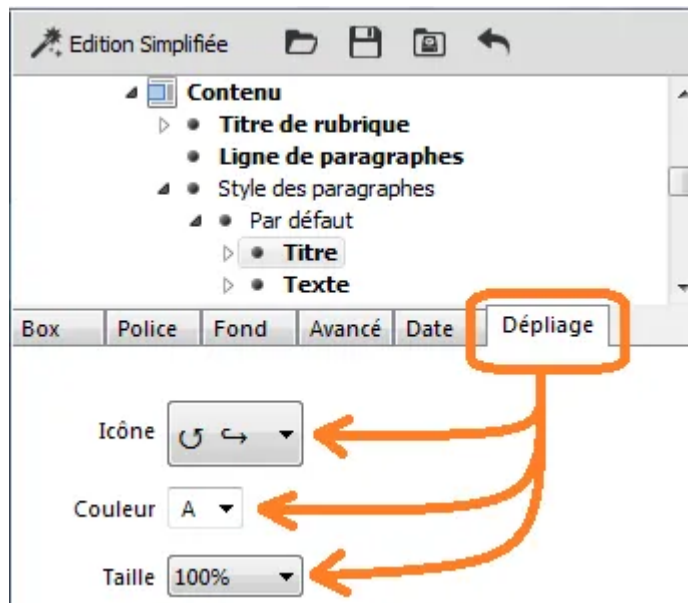 Edition Simplifiée
Contenu
Titre de rubrique
Ligne de paragraphes
Style des paragraphes
Par défaut
Titre
Texte
Box Police Fond Avancé Date Dépliage
Icône
Couleur A
Taille 100%